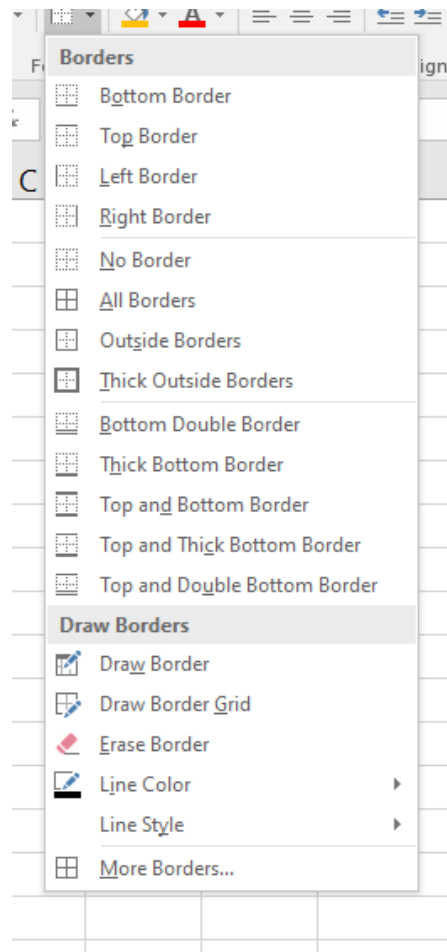 A
Borders
ign
Bottom Border
Top Border
C
Left Border
Right Border
No Border
All Borders
Outside Borders
Thick Outside Borders
Bottom Double Border
Thick Bottom Border
Top and Bottom Border
Top and Thick Bottom Border
Top and Double Bottom Border
Draw Borders
Draw Border
Draw Border Grid
Erase Border
Line Color
Line Style
More Borders...